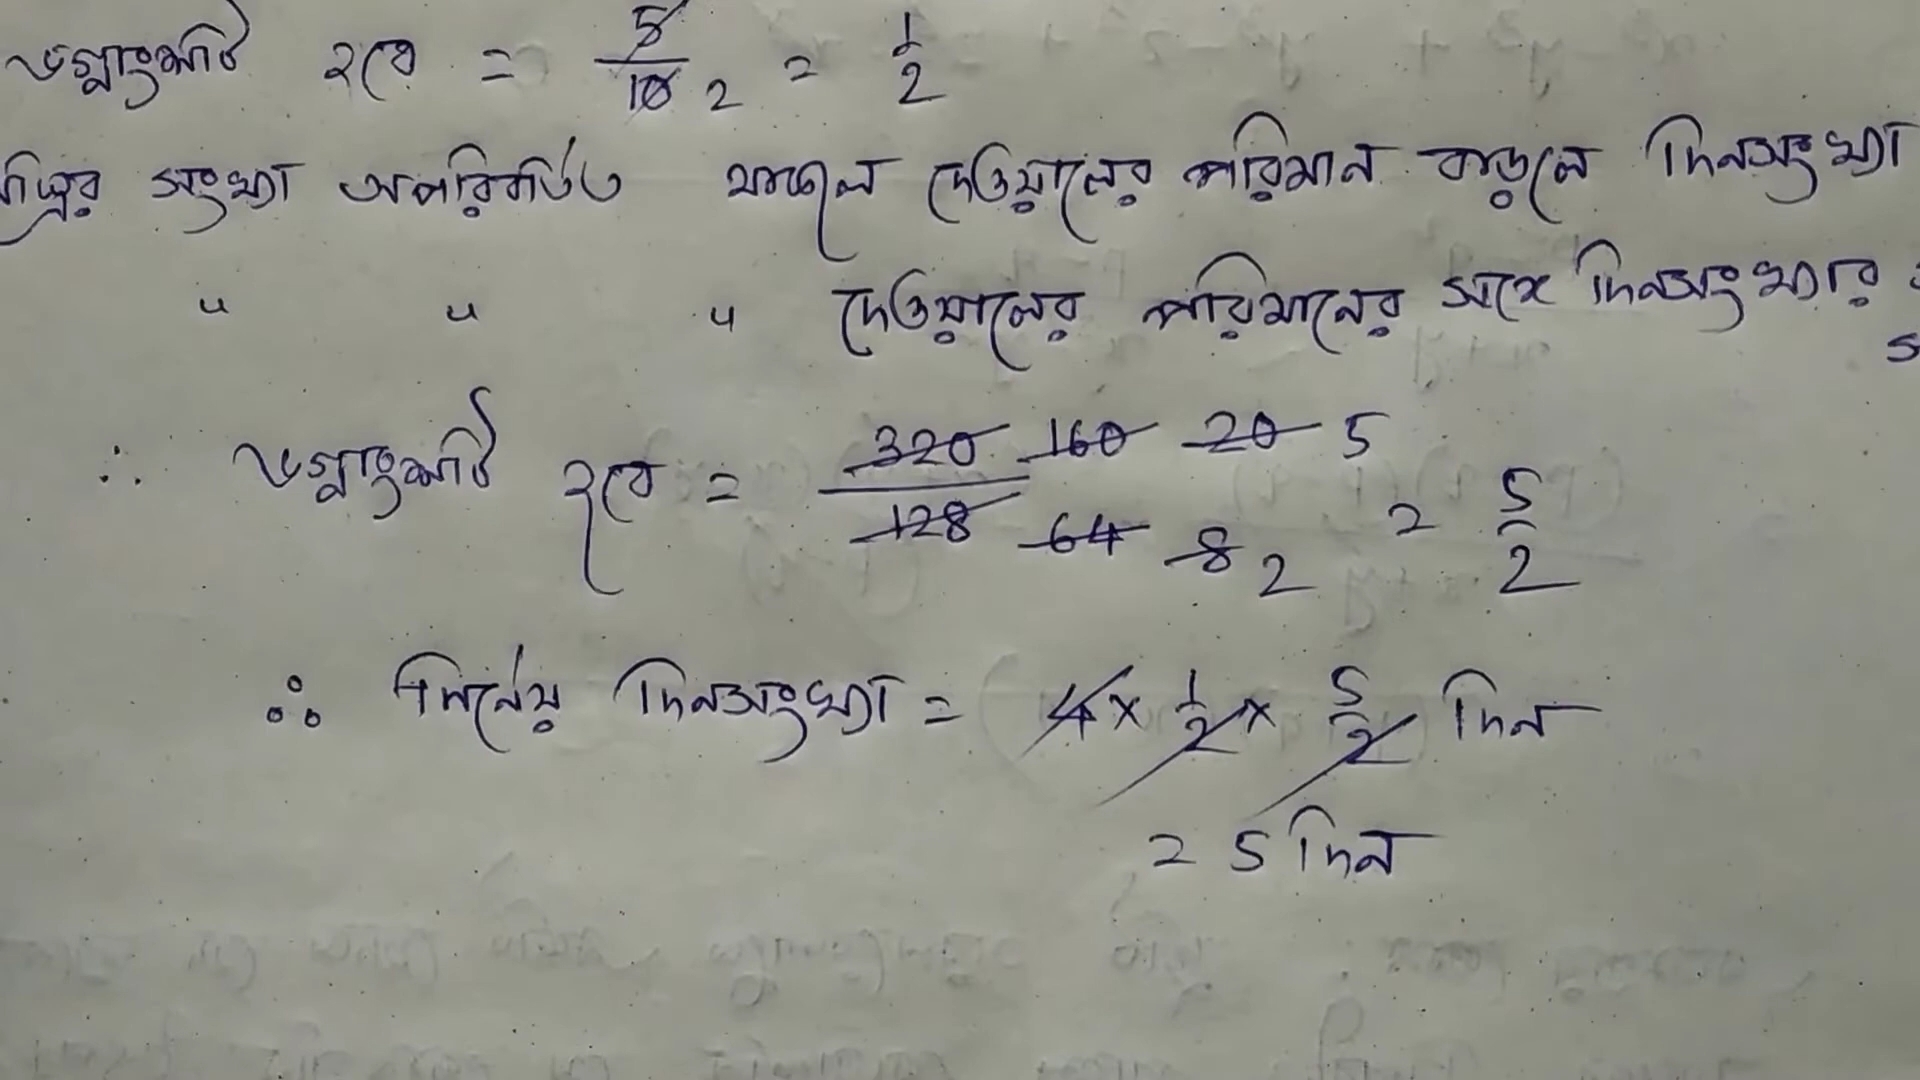 ভগ্নাংশটি হবে = 5/10 2 = 1/2
সংখ্যা অপরিবর্তিত থাকলে দেওয়ালের পরিমান বাড়লে দিনসংখ্যা
" " " দেওয়ালের পরিমানের সাথে দিনসংখ্যার
∴ ভগ্নাংশটি হবে = 320 160 20 5 / 128 64 8 2 = 5/2
∴ নির্নেয় দিনসংখ্যা = 4 × 1/2 × 5/2 দিন
= 5 দিন